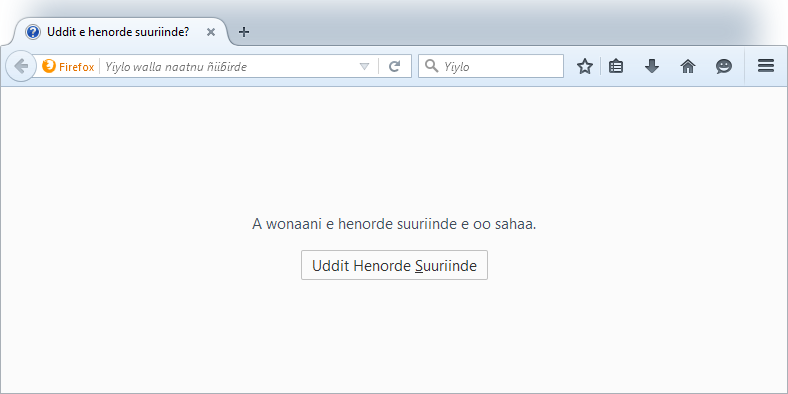 Uddit e henorde suuriinde?
Firefox
Yiylo walla naatnu ñiiɓirde
Yiylo
A wonaani e henorde suuriinde e oo sahaa.
Uddit Henorde Suuriinde